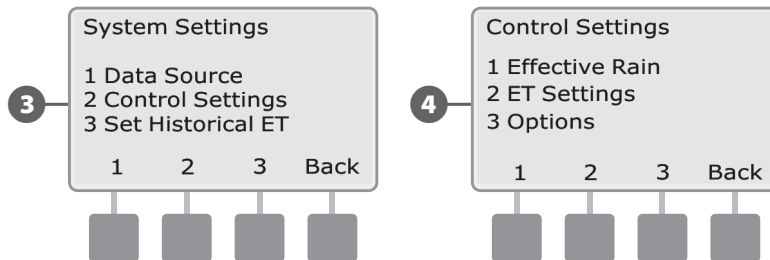 3
System Settings
1 Data Source
2 Control Settings
3 Set Historical ET
1 2 3 Back
4
Control Settings
1 Effective Rain
2 ET Settings
3 Options
1 2 3 Back